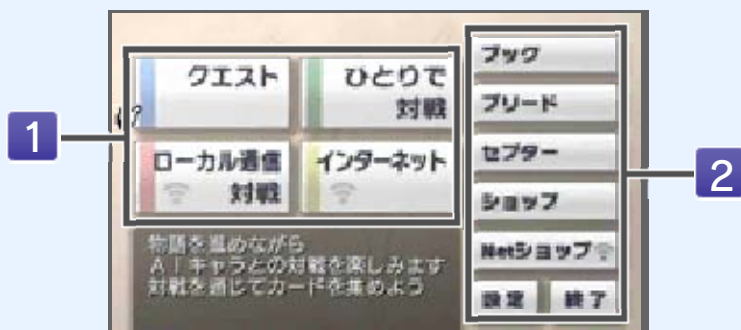 1
クエスト
ひとりで
対戦
ローカル通信
対戦
インターネット
物語を進めながら
AIキャラとの対戦を楽しみます
対戦を通じてカードを集めよう
2
ブック
ブリード
セプター
ショップ
Netショップ
設定
終了